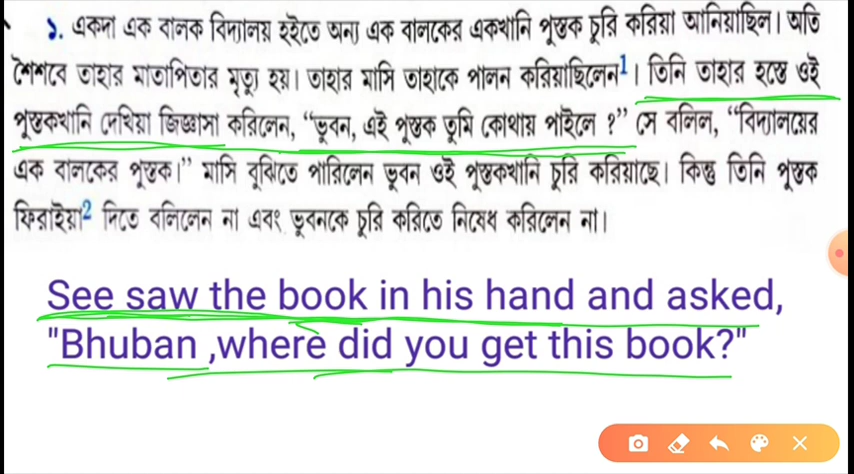 ১. একদা এক বালক বিদ্যালয় হইতে অন্য এক বালকের একখানি পুস্তক চুরি করিয়া আনিয়াছিল। অতি
শৈশবে তাহার মাতাপিতার মৃত্যু হয়। তাহার মাসি তাহাকে পালন করিয়াছিলেন¹। তিনি তাহার হস্তে ওই
পুস্তকখানি দেখিয়া জিজ্ঞাসা করিলেন, “ভুবন, এই পুস্তক তুমি কোথায় পাইলে ?” সে বলিল, “বিদ্যালয়ের
এক বালকের পুস্তক।” মাসি বুঝিতে পারিলেন ভুবন ওই পুস্তকখানি চুরি করিয়াছে। কিন্তু তিনি পুস্তক
ফিরাইয়া² দিতে বলিলেন না এবং ভুবনকে চুরি করিতে নিষেধ করিলেন না।
See saw the book in his hand and asked,
"Bhuban ,where did you get this book?"